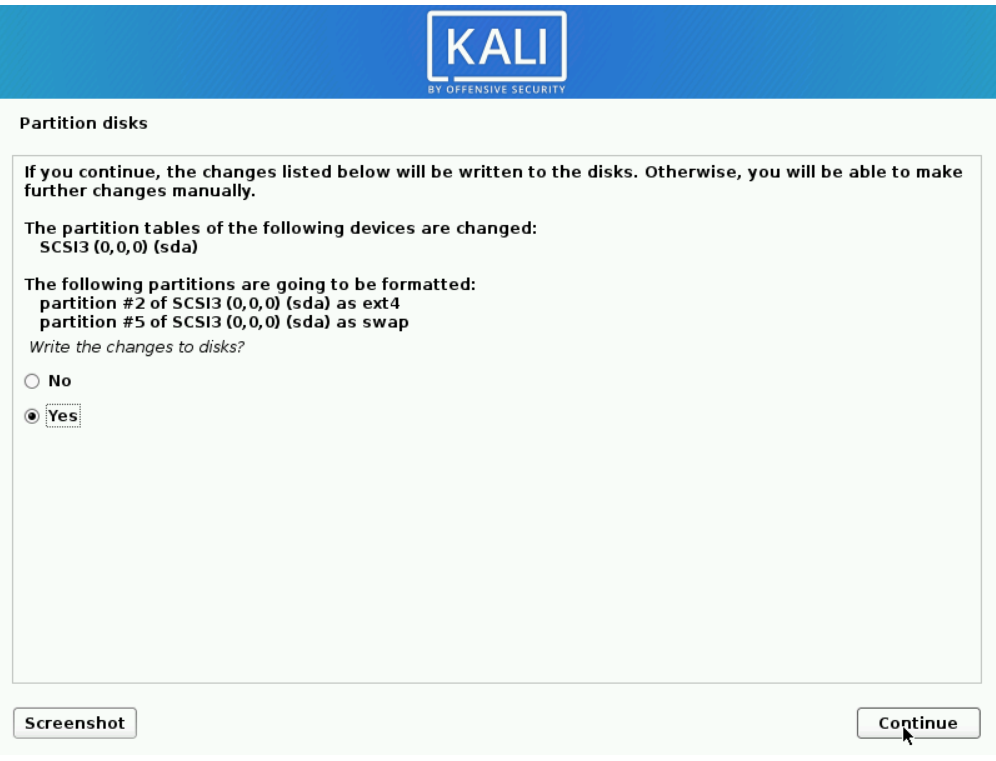 KALI
BY OFFENSIVE SECURITY
Partition disks
If you continue, the changes listed below will be written to the disks. Otherwise, you will be able to make
further changes manually.
The partition tables of the following devices are changed:
SCSI3 (0,0,0) (sda)
The following partitions are going to be formatted:
partition #2 of SCSI3 (0,0,0) (sda) as ext4
partition #5 of SCSI3 (0,0,0) (sda) as swap
Write the changes to disks?
No
Yes
Screenshot
Continue